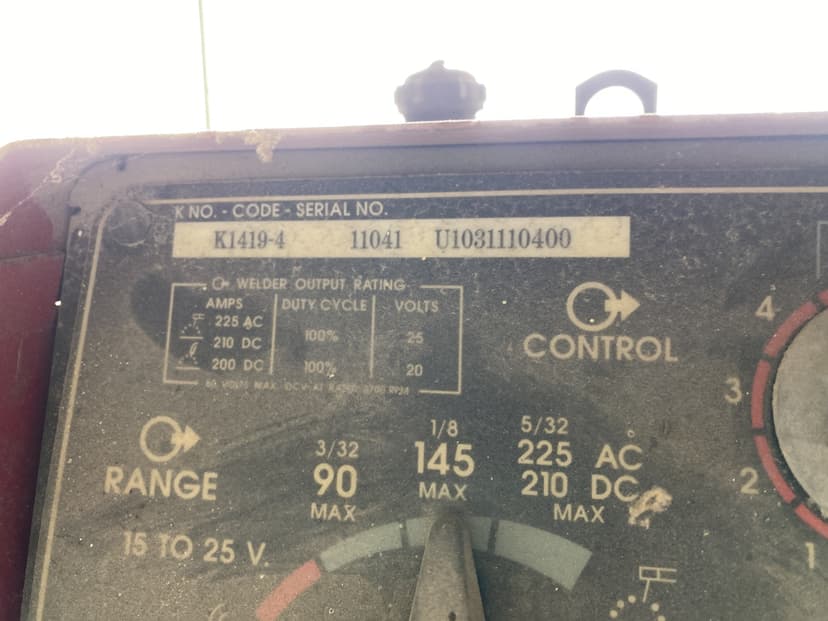 K NO. - CODE - SERIAL NO.
K1419-4 11041 U1031110400
WELDER OUTPUT RATING
AMPS DUTY CYCLE VOLTS
225 AC
210 DC 100% 25
200 DC 100% 20
CONTROL
4
3
2
1
RANGE
3/32
90
MAX
1/8
145
MAX
5/32
225 AC
210 DC
MAX
15 TO 25 V.